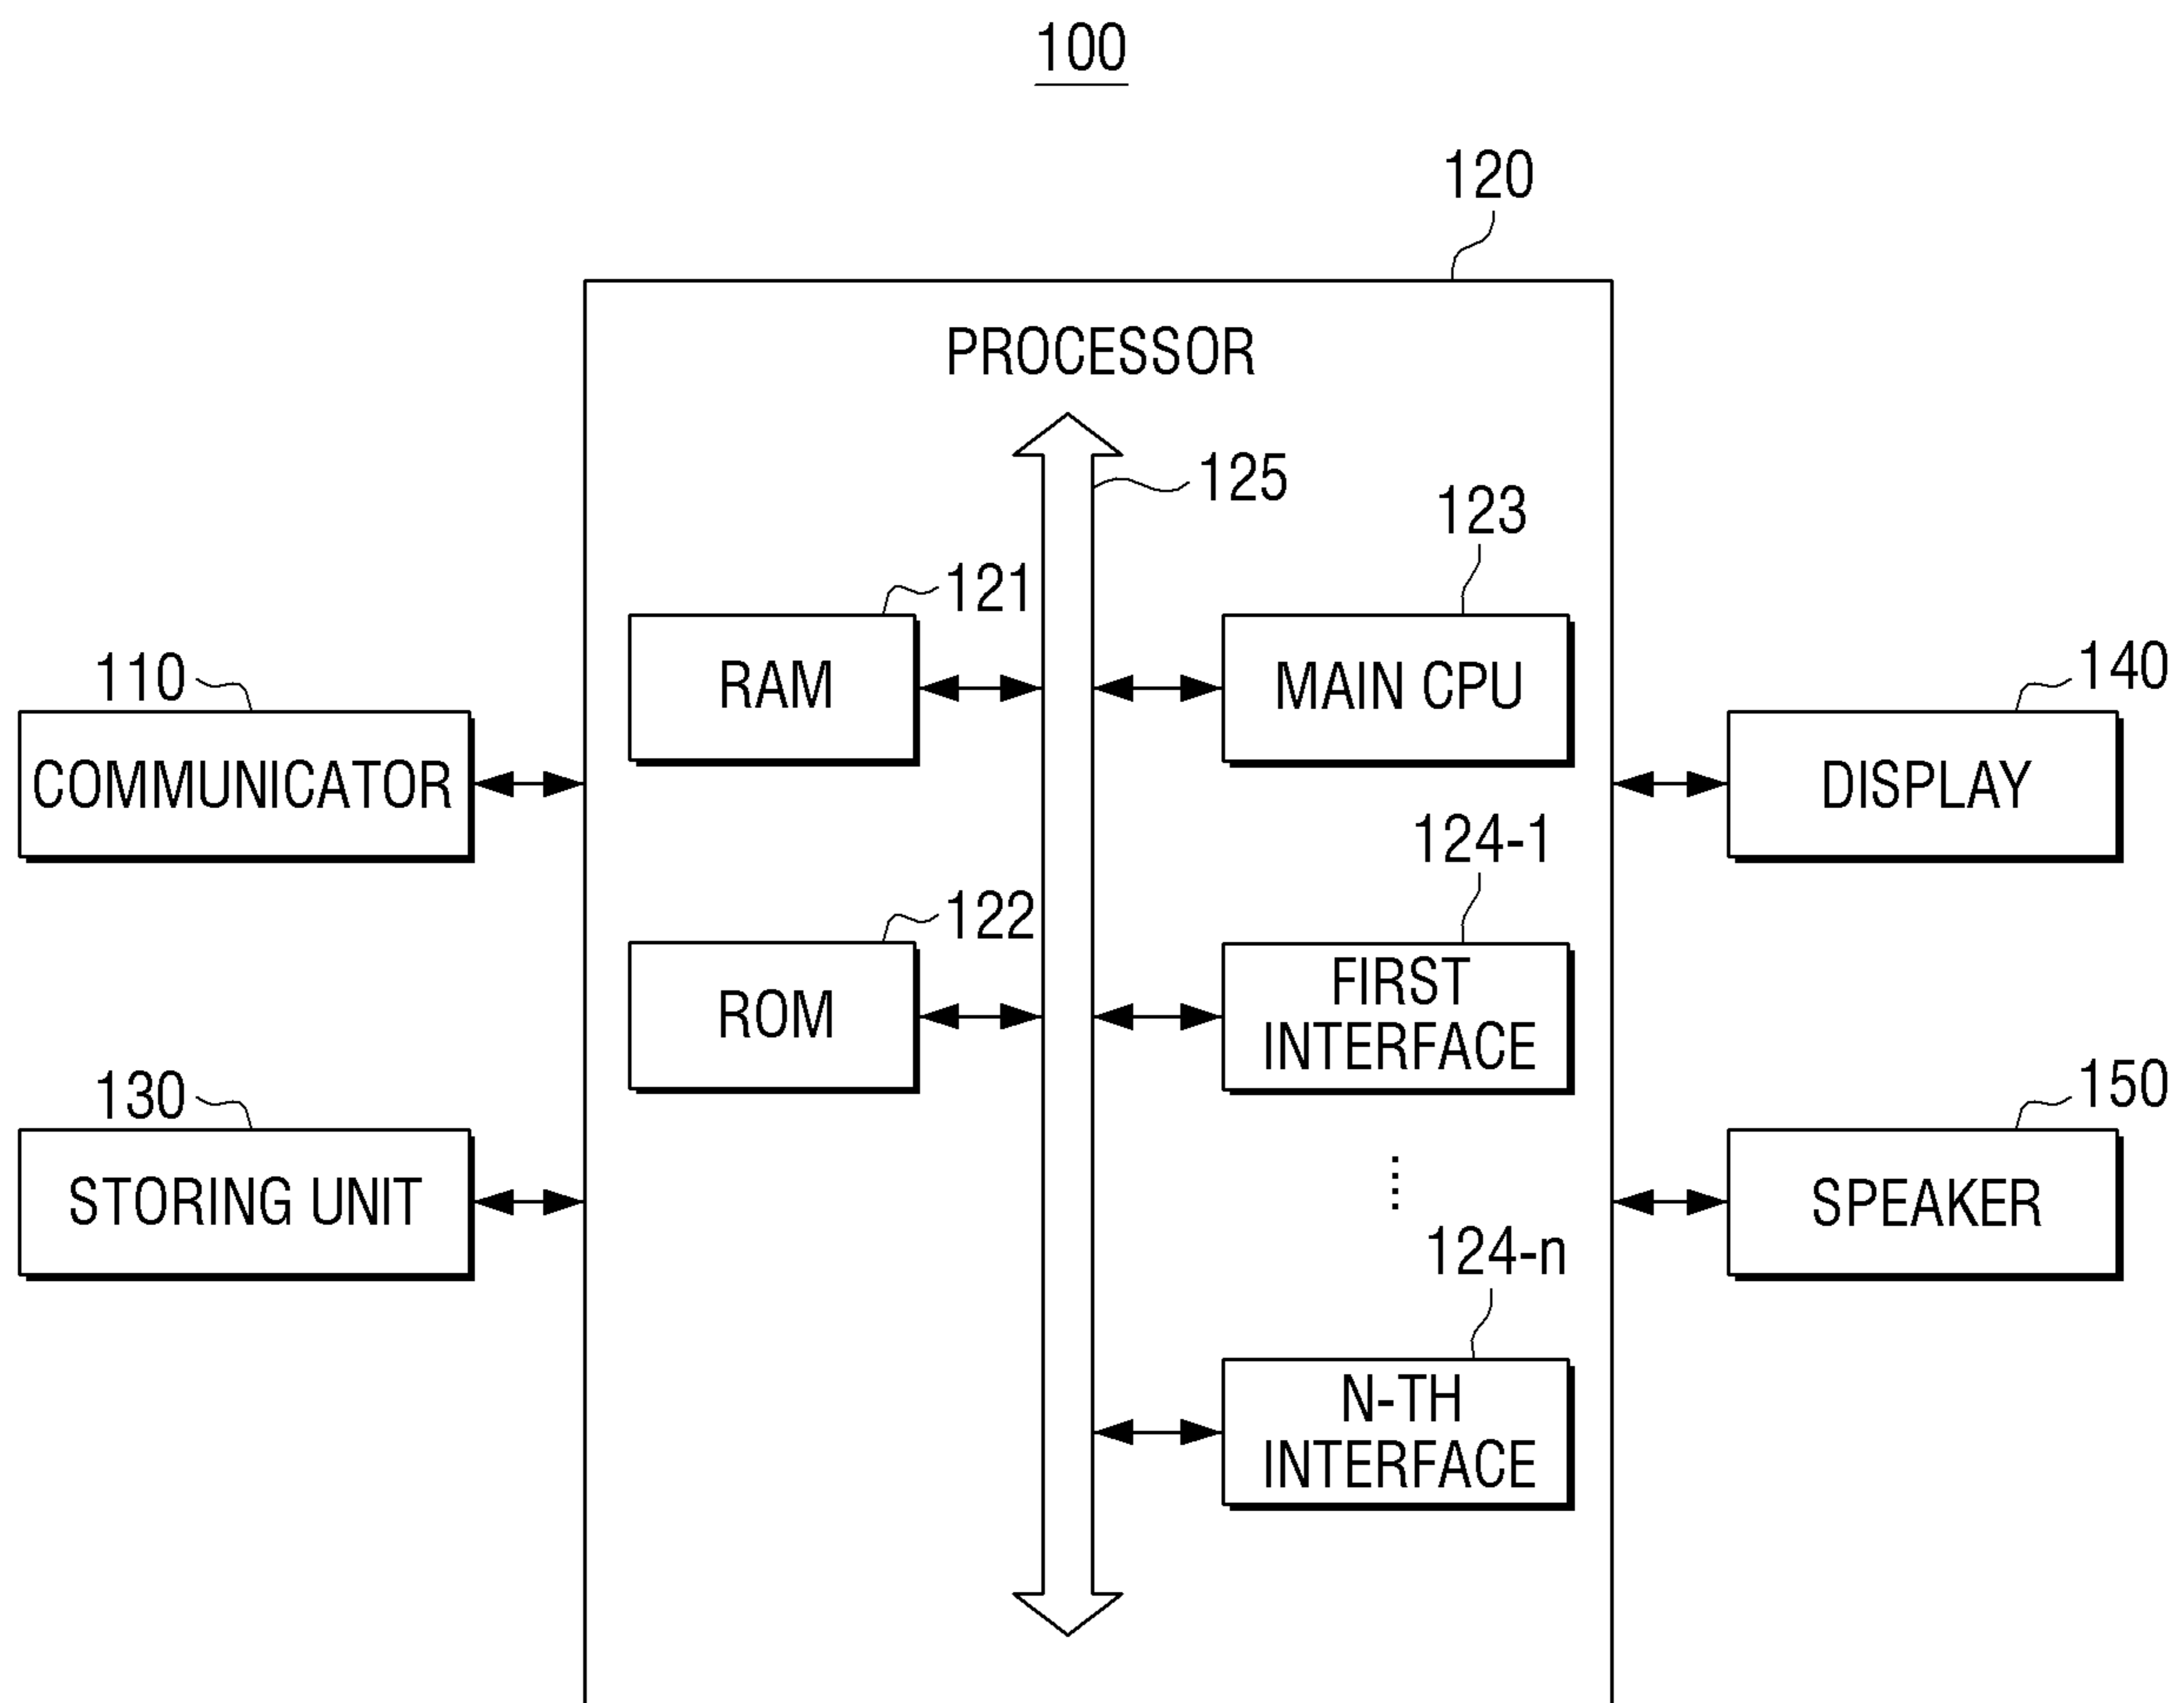 100
120
PROCESSOR
125
123
121
RAM
MAIN CPU
110
COMMUNICATOR
140
DISPLAY
124-1
122
ROM
FIRST
INTERFACE
130
STORING UNIT
150
SPEAKER
124-n
N-TH
INTERFACE